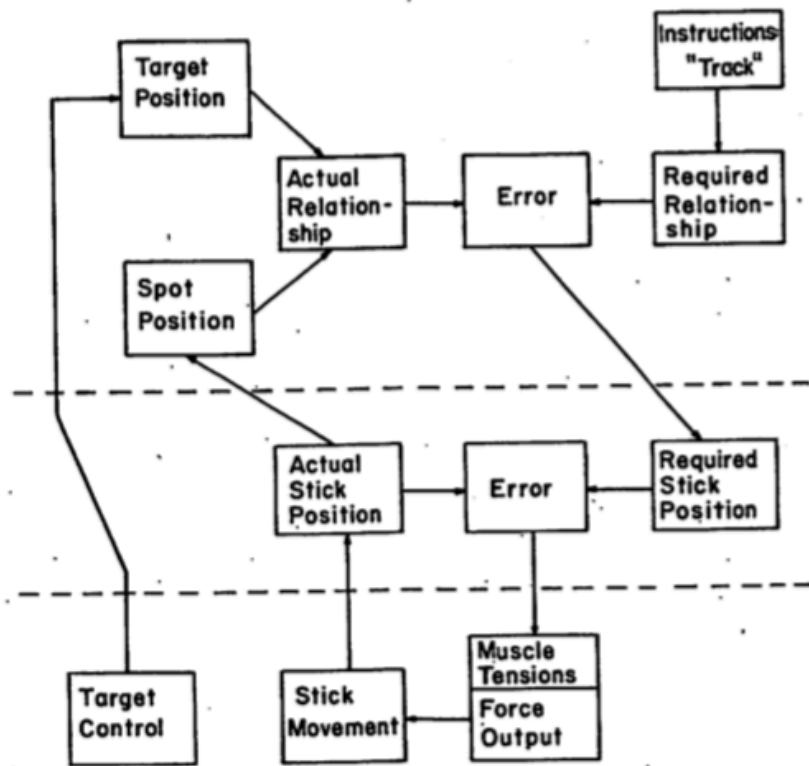 Instructions-
"Track"
Target
Position
Actual
Relation-
ship
Error
Required
Relation-
ship
Spot
Position
Actual
Stick
Position
Error
Required
Stick
Position
Target
Control
Stick
Movement
Muscle
Tensions
Force
Output